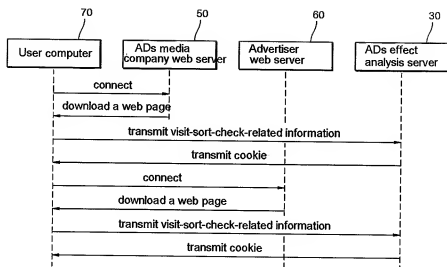 70
50
60
30
User computer
ADs media
company web server
Advertiser
web server
ADs effect
analysis server
connect
download a web page
transmit visit-sort-check-related information
transmit cookie
connect
download a web page
transmit visit-sort-check-related information
transmit cookie